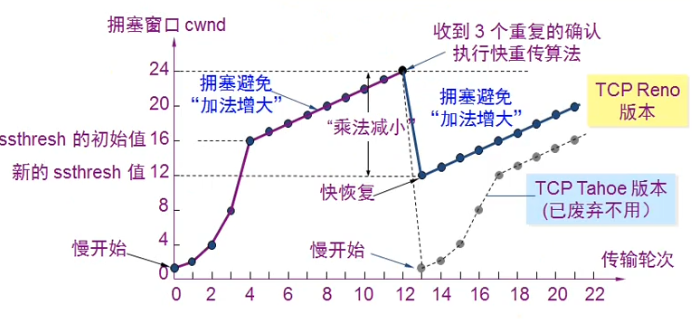 拥塞窗口 cwnd
收到 3 个重复的确认
执行快重传算法
24
20
16
12
8
4
0
ssthresh 的初始值
新的 ssthresh 值
拥塞避免
“加法增大”
“乘法减小”
拥塞避免
“加法增大”
TCP Reno
版本
快恢复
TCP Tahoe 版本
(已废弃不用）
慢开始
慢开始
传输轮次
0 2 4 6 8 10 12 14 16 18 20 22